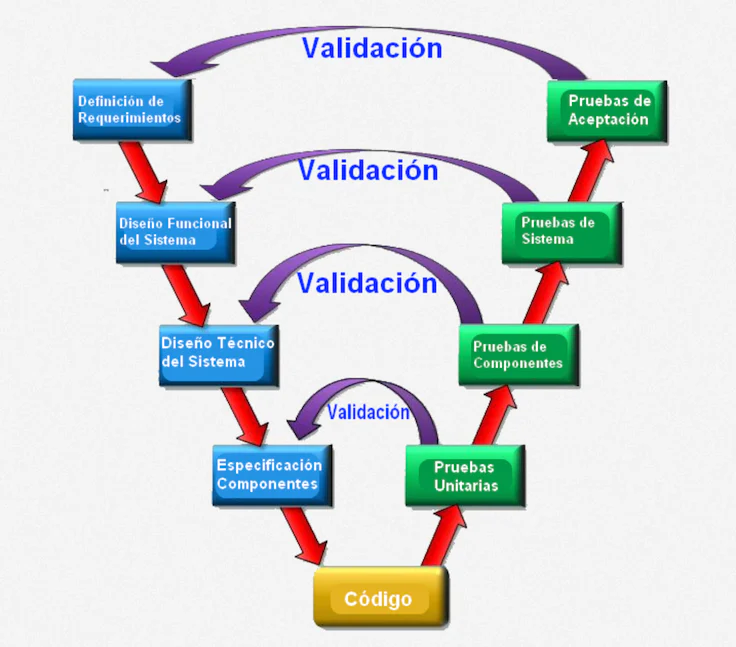 Validación
Definición de
Requerimientos
Pruebas de
Aceptación
Validación
Diseño Funcional
del Sistema
Pruebas de
Sistema
Validación
Diseño Técnico
del Sistema
Pruebas de
Componentes
Validación
Especificación
Componentes
Pruebas
Unitarias
Código